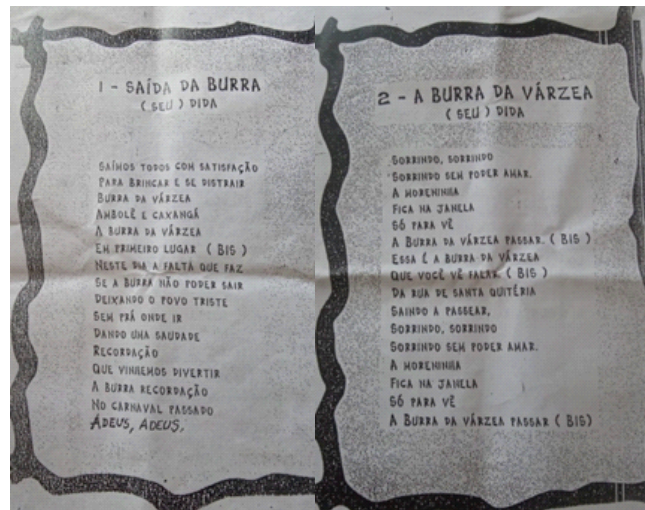 1 - SAÍDA DA BURRA
( SEU ) DIDA
SAÍMOS TODOS COM SATISFAÇÃO
PARA BRINCAR E SE DISTRAIR
BURRA DA VÁRZEA
AMBOLÊ E CAXANGÁ
A BURRA DA VÁRZEA
EM PRIMEIRO LUGAR ( BIS )
NESTE DIA A FALTA QUE FAZ
SE A BURRA NÃO PODER SAIR
DEIXANDO O POVO TRISTE
SEM PRÁ ONDE IR
DANDO UMA SAUDADE
RECORDAÇÃO
QUE VINHEMOS DIVERTIR
A BURRA RECORDAÇÃO
NO CARNAVAL PASSADO
ADEUS, ADEUS.
2 - A BURRA DA VÁRZEA
( SEU ) DIDA
SORRINDO, SORRINDO
SORRINDO SEM PODER AMAR.
A MORENINHA
FICA NA JANELA
SÓ PARA VÊ
A BURRA DA VÁRZEA PASSAR. ( BIS )
ESSA É A BURRA DA VÁRZEA
QUE VOCÊ VÊ FALAR. ( BIS )
DA RUA DE SANTA QUITÉRIA
SAINDO A PASSEAR,
SORRINDO, SORRINDO
SORRINDO SEM PODER AMAR.
A MORENINHA
FICA NA JANELA
SÓ PARA VÊ
A BURRA DA VÁRZEA PASSAR ( BIS )